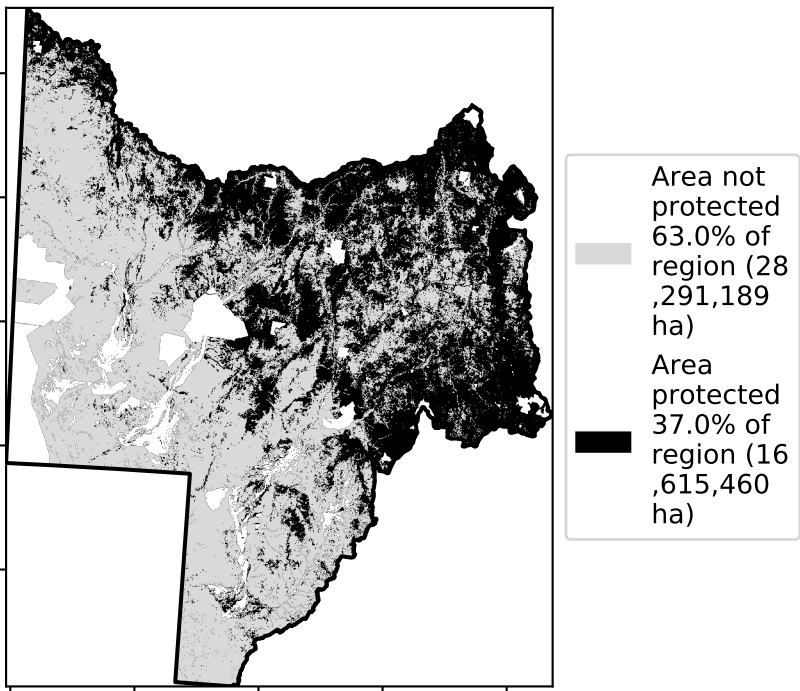 Area not
protected
63.0% of
region (28
,291,189
ha)
Area
protected
37.0% of
region (16
,615,460
ha)